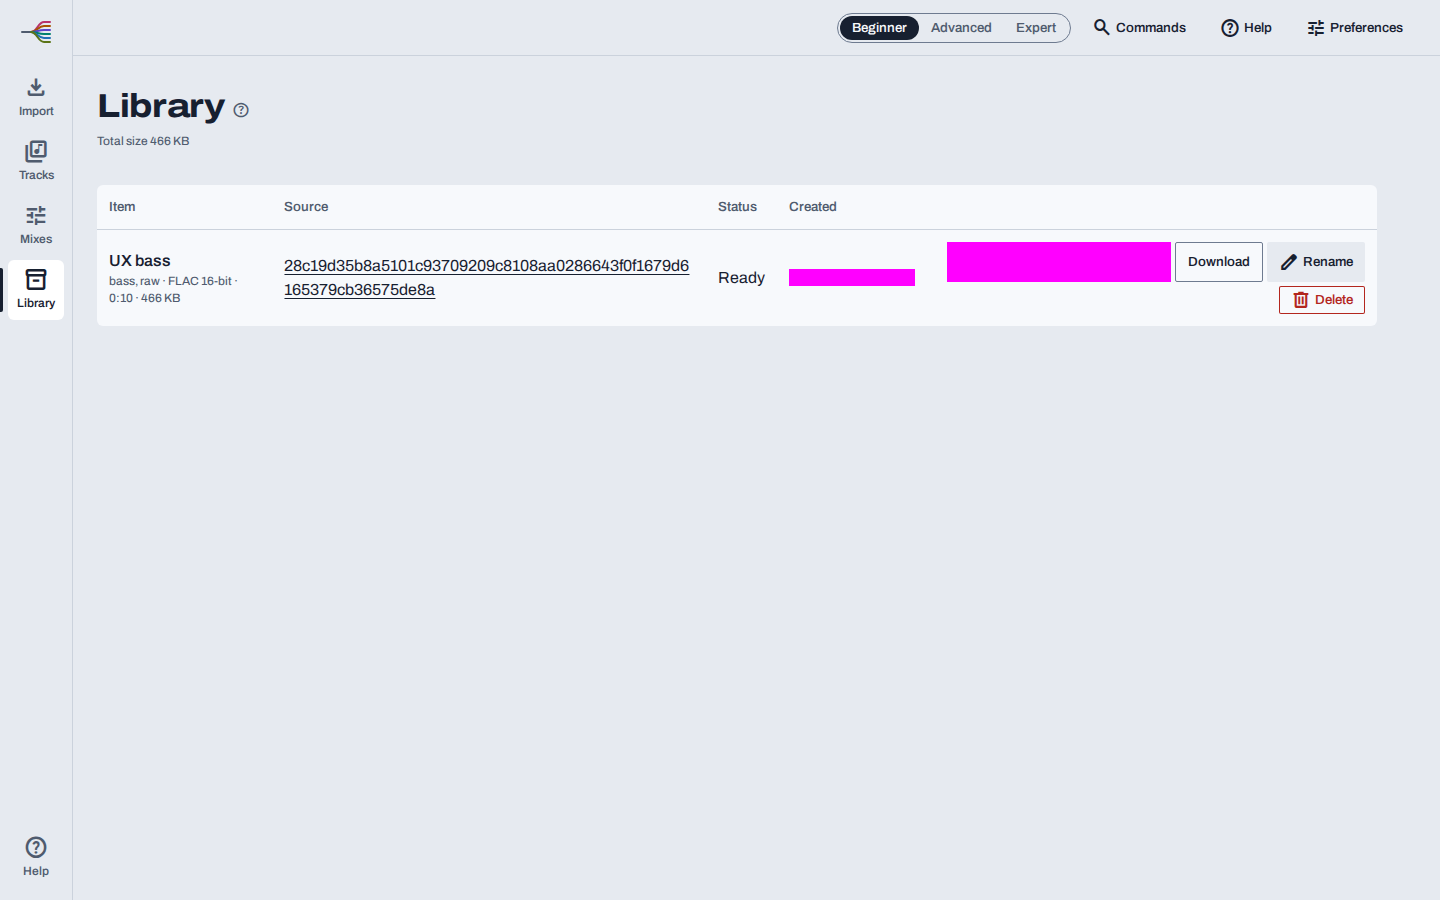 Beginner Advanced Expert Commands Help Preferences
Import
Tracks
Mixes
Library
Help
Library
Total size 466 KB
Item Source Status Created
UX bass
bass, raw · FLAC 16-bit ·
0:10 · 466 KB
28c19d35b8a5101c93709209c8108aa0286643f0f1679d6
165379cb36575de8a
Ready
Download Rename
Delete